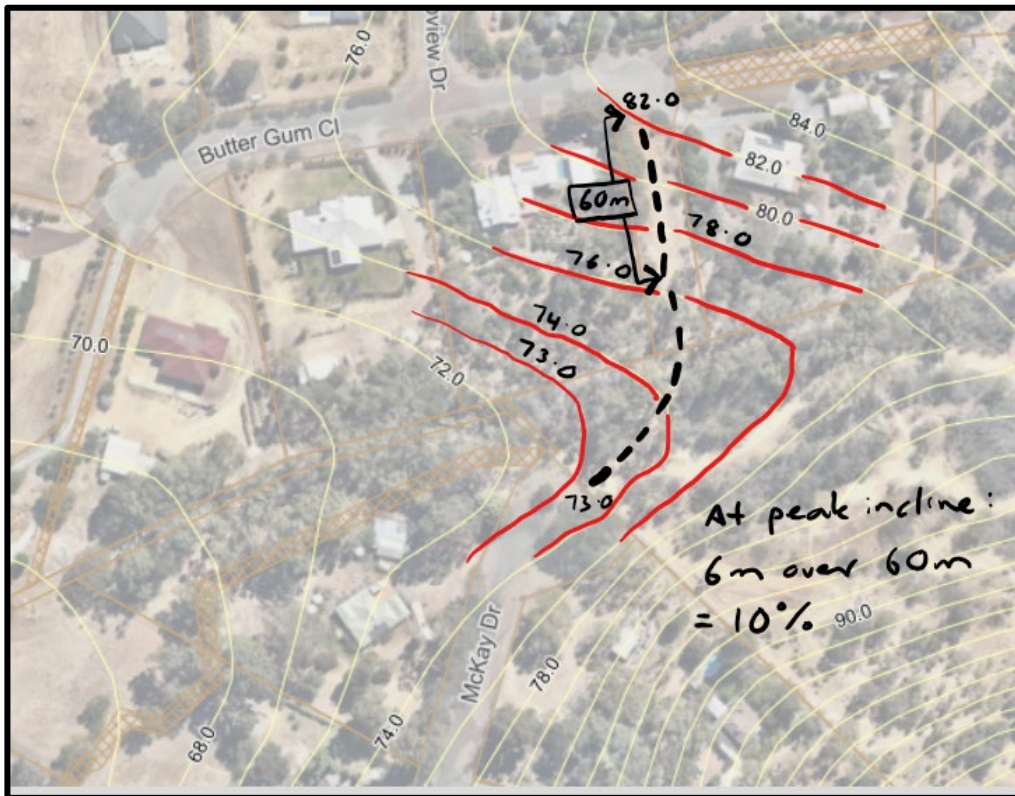 76.0
oview Dr
82.0
84.0
Butter Gum Cl
82.0
60m
80.0
78.0
76.0
74.0
70.0
73.0
72.0
73.0
At peak incline:
6m over 60m
= 10%
90.0
McKay Dr
78.0
74.0
68.0